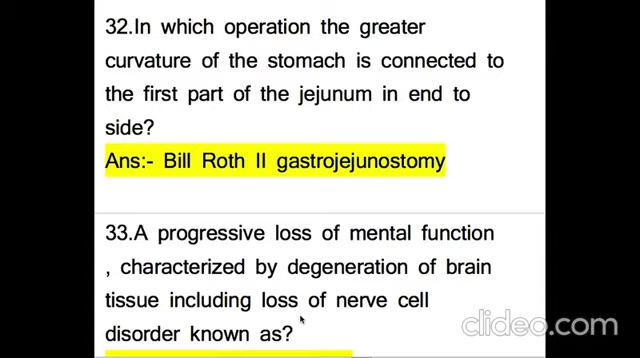 32.In which operation the greater
curvature of the stomach is connected to
the first part of the jejunum in end to
side?
Ans:- Bill Roth II gastrojejunostomy
33.A progressive loss of mental function
, characterized by degeneration of brain
tissue including loss of nerve cell
disorder known as?
clideo.com